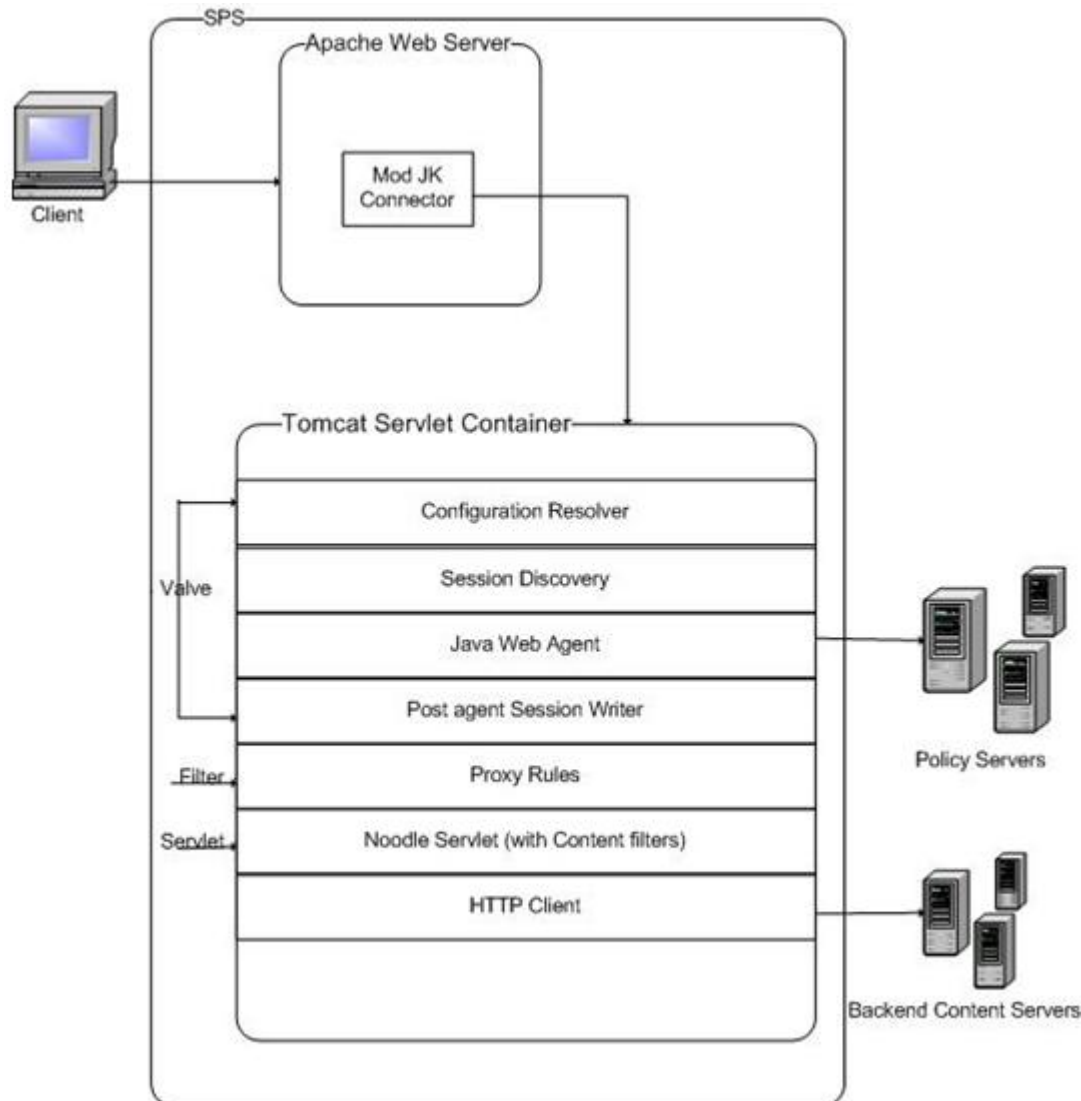 SPS
Apache Web Server
Mod JK
Connector
Client
Tomcat Servlet Container
Configuration Resolver
Session Discovery
Valve
Java Web Agent
Post agent Session Writer
Policy Servers
Filter
Proxy Rules
Servlet
Noodle Servlet (with Content filters)
HTTP Client
Backend Content Servers